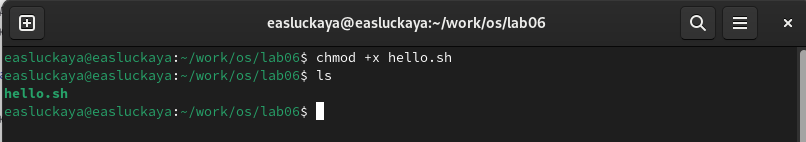 easluckaya@easluckaya:~/work/os/lab06
easluckaya@easluckaya:~/work/os/lab06$ chmod +x hello.sh
easluckaya@easluckaya:~/work/os/lab06$ ls
hello.sh
easluckaya@easluckaya:~/work/os/lab06$